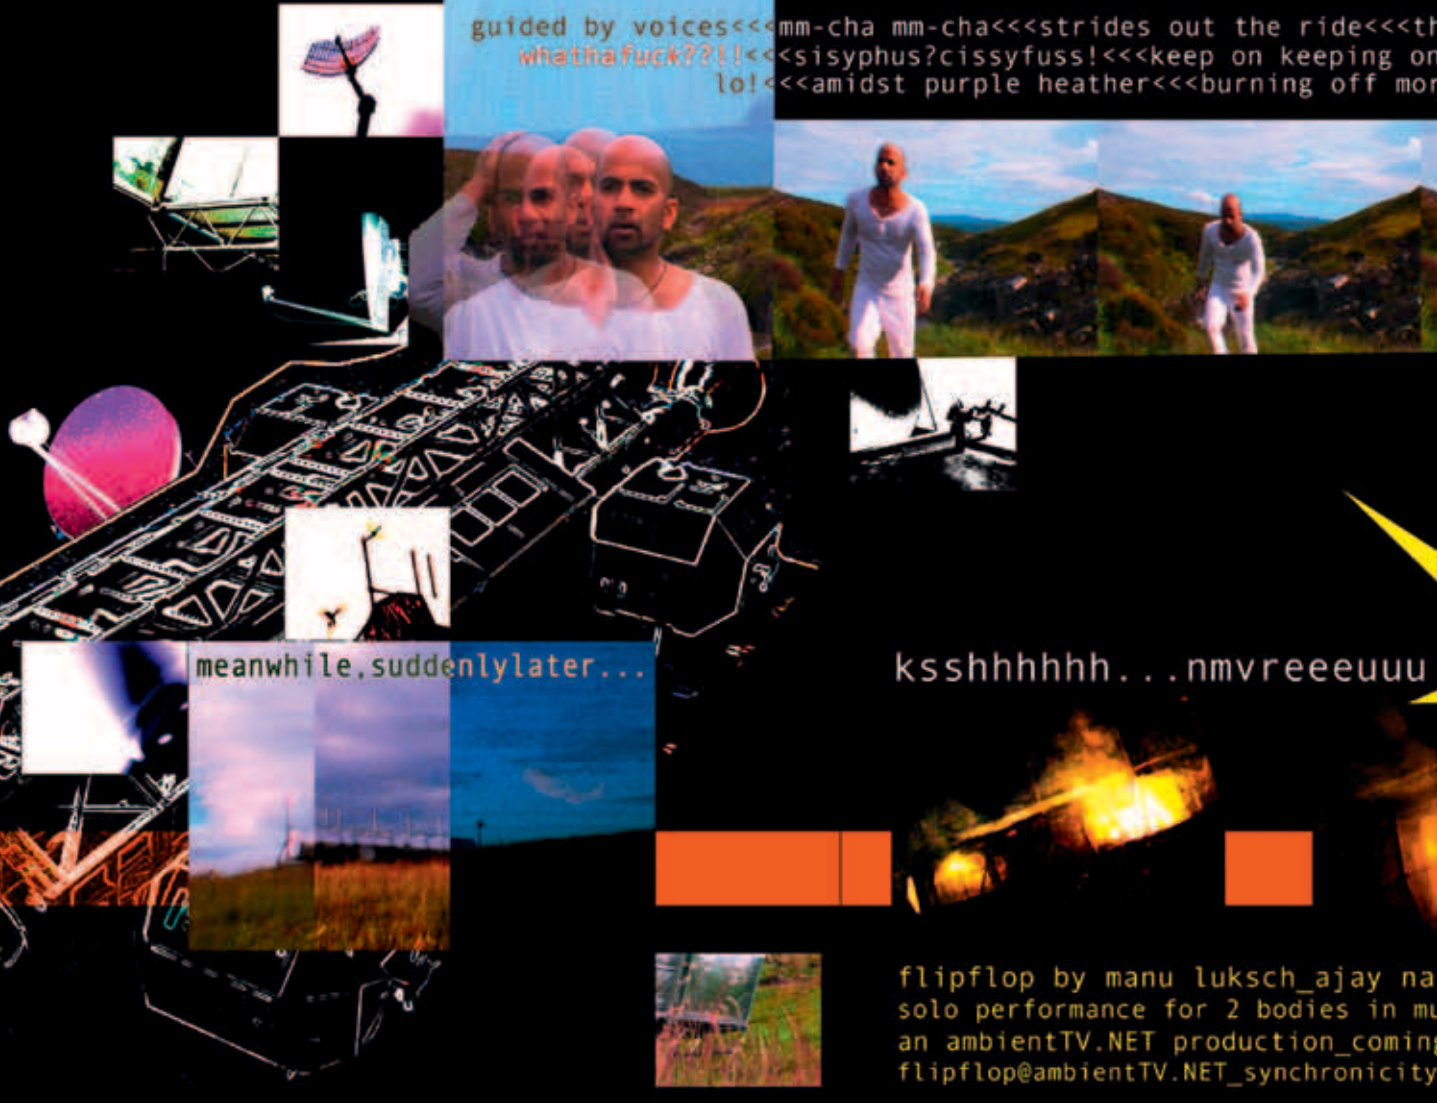 guided by voices<<<mm-cha mm-cha<<<strides out the ride<<<th
whathafuck??!!<<<sisyphus?cissyfuss!<<<keep on keeping on
lo!<<<amidst purple heather<<<burning off mor
meanwhile,suddenlylater...
ksshhhhhh...nmvreeeuuu
flipflop by manu luksch_ajay na
solo performance for 2 bodies in mu
an ambientTV.NET production_coming
flipflop@ambientTV.NET_synchronicity